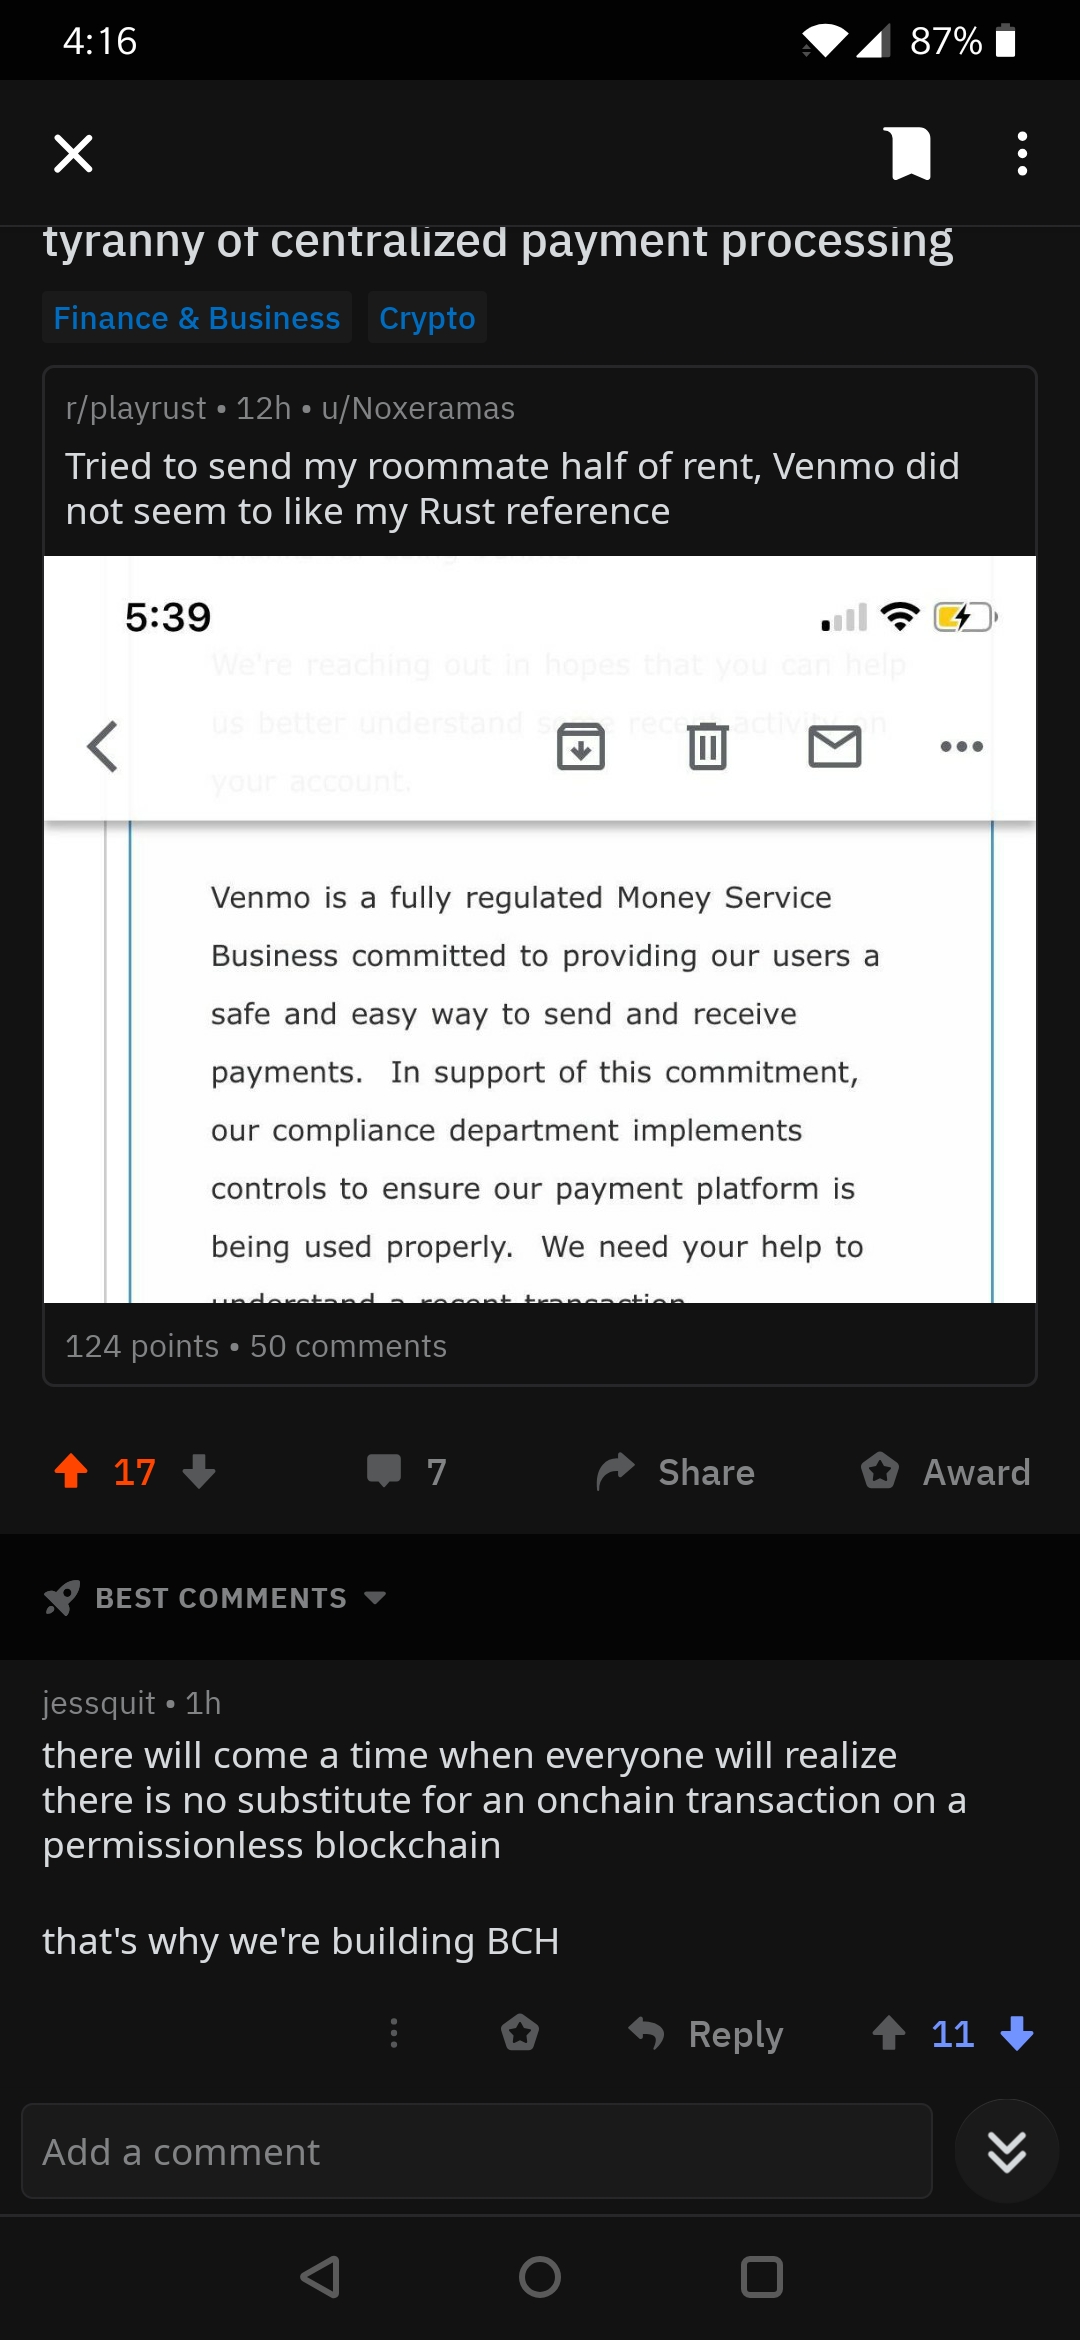 4:16
87%
tyranny of centralized payment processing
Finance & Business
Crypto
r/playrust • 12h • u/Noxeramas
Tried to send my roommate half of rent, Venmo did
not seem to like my Rust reference
5:39
We're reaching out in hopes that you can help
us better understand some recent activity on
your account.
Venmo is a fully regulated Money Service
Business committed to providing our users a
safe and easy way to send and receive
payments. In support of this commitment,
our compliance department implements
controls to ensure our payment platform is
being used properly. We need your help to
understand a recent transaction
124 points • 50 comments
17
7
Share
Award
BEST COMMENTS
jessquit • 1h
there will come a time when everyone will realize
there is no substitute for an onchain transaction on a
permissionless blockchain
that's why we're building BCH
Reply
11
Add a comment